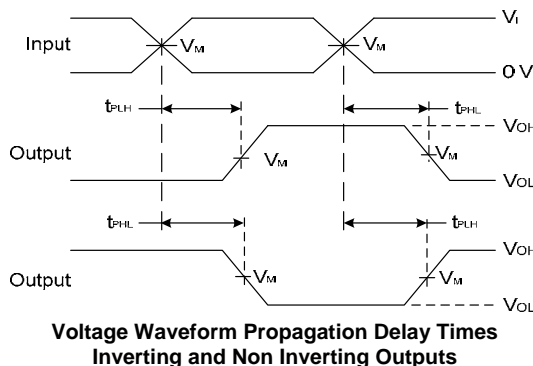 VI
Input VM VM
0 V
tPLH tPHL
VOH
Output VM VM
VOL
tPHL tPLH
VOH
Output VM VM
VOL
Voltage Waveform Propagation Delay Times
Inverting and Non Inverting Outputs